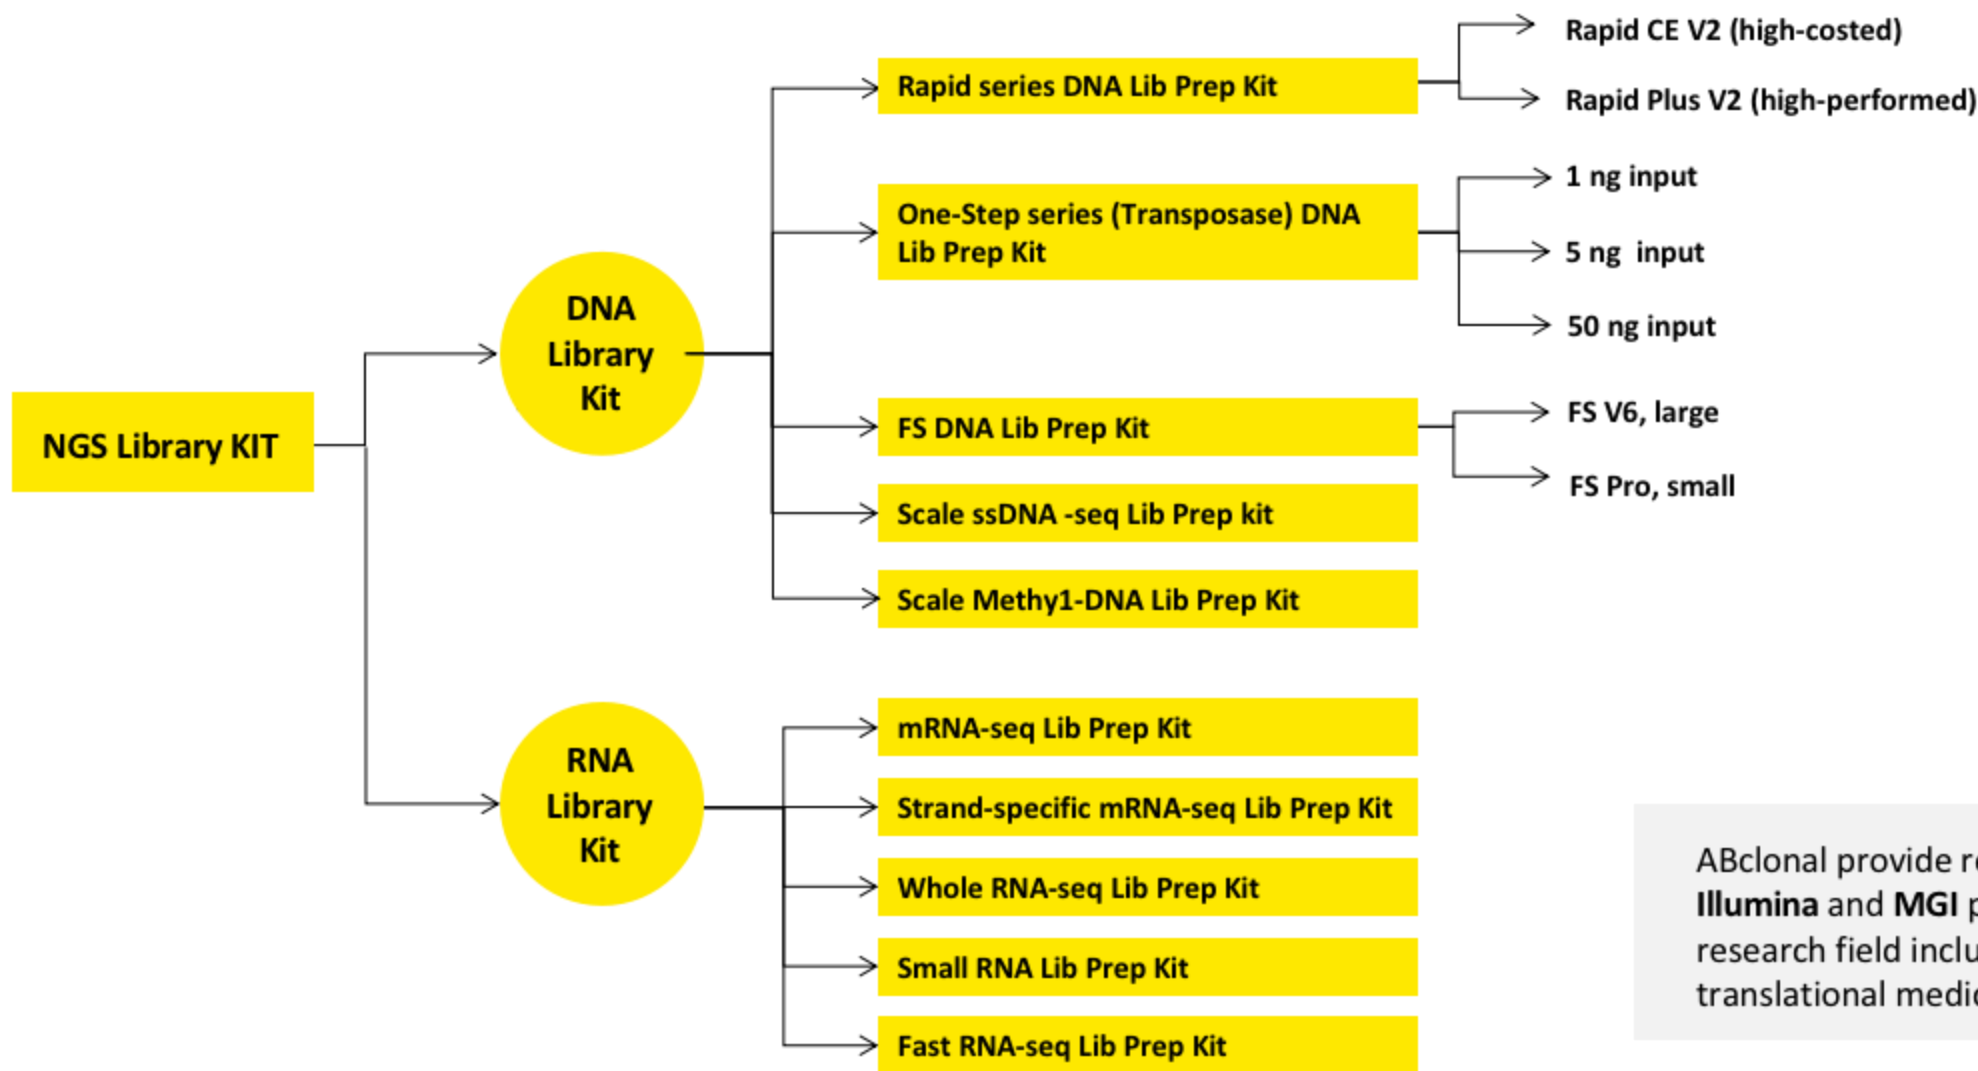 NGS Library KIT
DNA
Library
Kit
Rapid series DNA Lib Prep Kit
Rapid CE V2 (high-costed)
Rapid Plus V2 (high-performed)
One-Step series (Transposase) DNA
Lib Prep Kit
1 ng input
5 ng  input
50 ng input
FS DNA Lib Prep Kit
FS V6, large
FS Pro, small
Scale ssDNA -seq Lib Prep kit
Scale Methy1-DNA Lib Prep Kit
RNA
Library
Kit
mRNA-seq Lib Prep Kit
Strand-specific mRNA-seq Lib Prep Kit
Whole RNA-seq Lib Prep Kit
Small RNA Lib Prep Kit
Fast RNA-seq Lib Prep Kit
ABclonal provide
Illumina and MGI
research field
translational